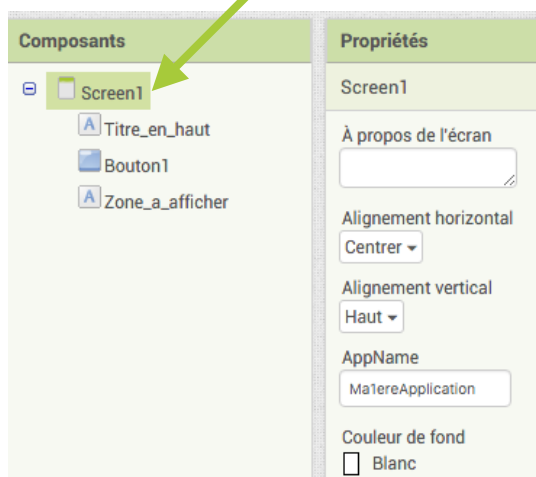 Composants
Screen1
Titre_en_haut
Bouton1
Zone_a_afficher
Propriétés
Screen1
À propos de l'écran
Alignement horizontal
Centrer
Alignement vertical
Haut
AppName
Ma1ereApplication
Couleur de fond
Blanc